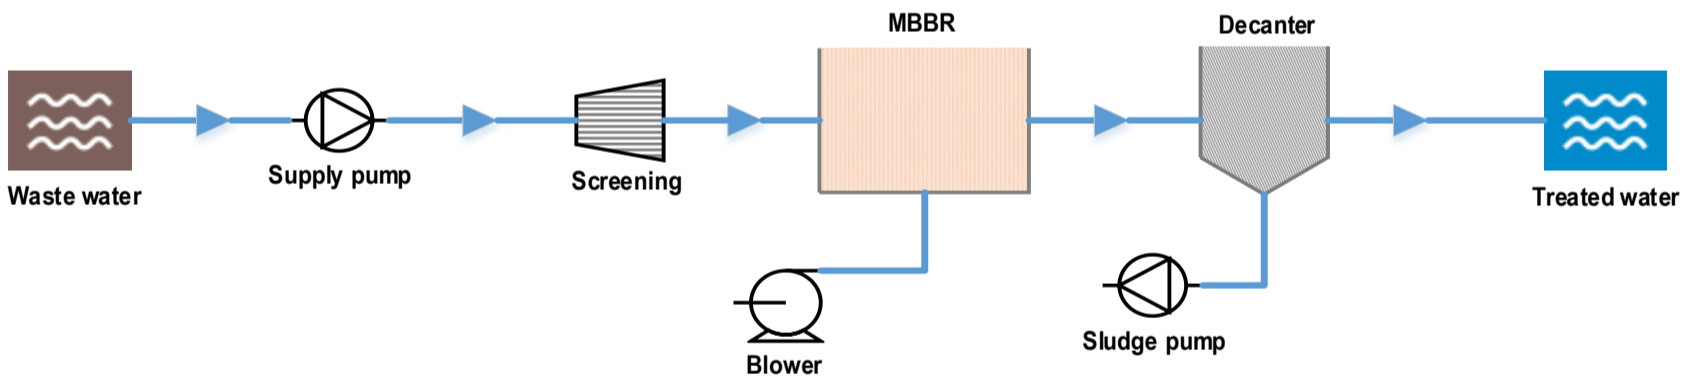 MBBR
Decanter
Waste water
Supply pump
Screening
Treated water
Blower
Sludge pump